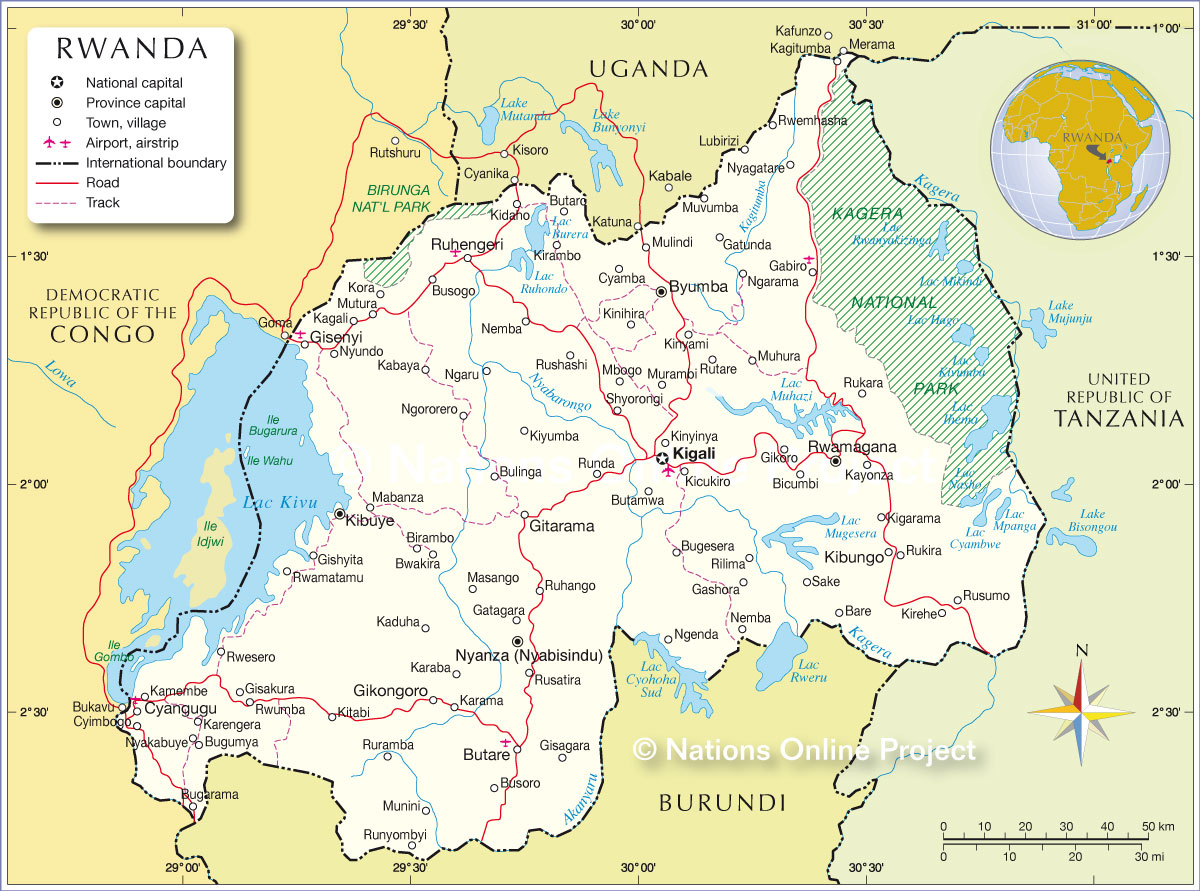 29°30'
30°00'
30°30'
31°00'
1°00'
RWANDA
National capital
Province capital
Town, village
Airport, airstrip
International boundary
Road
Track
UGANDA
Kafunzo
Kagitumba
Merama
RWANDA
Lake
Mutanda
Lake
Bunyonyi
Rwemhasha
Lubirizi
Nyagatare
Rutshuru
Kisoro
Cyanika
Kabale
Kagitumba
Kagera
BIRUNGA
NAT'L PARK
Kidaho
Butaro
Muvumba
Lac
Burera
Katuna
KAGERA
Lac
Rwanyakizinga
Ruhengeri
Kirambo
Mulindi
Gatunda
1°30'
1°30'
Lac
Ruhondo
Cyamba
Gabiro
Ngarama
Lac Mikindi
Busogo
Byumba
DEMOCRATIC
REPUBLIC OF THE
CONGO
Kora
Mutura
Kagali
NATIONAL
Lake
Mujunju
Goma
Gisenyi
Nemba
Kinihira
Lac Hago
Nyundo
Kinyami
Lowa
Kabaya
Ngaru
Rushashi
Mbogo
Murambi
Rutare
Muhura
Lac
Kivumba
Nyabarongo
Shyorongi
Lac
Muhazi
Rukara
PARK
UNITED
REPUBLIC OF
TANZANIA
Ngororero
Lac
Ihema
Ile
Bugarura
Kiyumba
Kinyinya
Kigali
Rwamagana
Ile Wahu
© Nations Online Project
Bulinga
Runda
Kicukiro
Gikoro
Bicumbi
Kayonza
Lac
Nasho
2°00'
2°00'
Lac Kivu
Mabanza
Butamwa
Kibuye
Gitarama
Lac
Mugesera
Kigarama
Lac
Mpanga
Lac
Cyambwe
Lake
Bisongou
Ile
Idjwi
Birambo
Bwakira
Gishyita
Rwamatamu
Bugesera
Rilima
Kibungo
Rukira
Masango
Ruhango
Gashora
Sake
Rusumo
Gatagara
Kaduha
Nemba
Bare
Kirehe
Ngenda
Kagera
Ile
Gombo
Rwesero
Nyanza (Nyabisindu)
Karaba
Rusatira
Lac
Cyohoha
Sud
Lac
Rweru
N
Kamembe
Gisakura
Gikongoro
Karama
Bukavu
Cyangugu
Rwumba
Kitabi
2°30'
2°30'
Cyimbogo
Karengera
Nyakabuye
Bugumya
Ruramba
Butare
Gisagara
© Nations Online Project
Busoro
Bugarama
Munini
Akanyaru
BURUNDI
Runyombyi
0 10 20 30 40 50 km
0 10 20 30 mi
29°00'
29°30'
30°00'
30°30'